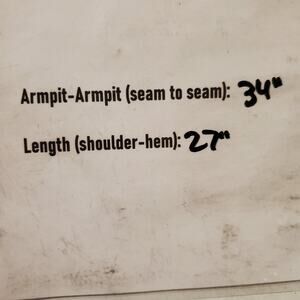 Armpit-Armpit (seam to seam): 34"
Length (shoulder-hem): 27"